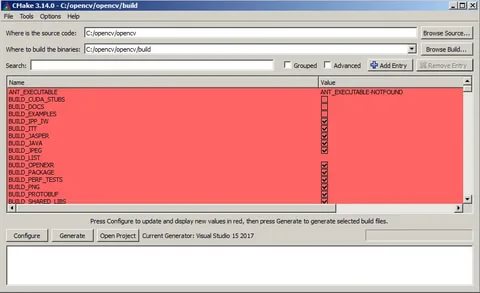 CMake 3.14.0 - C:/opencv/opencv/build
File Tools Options Help
Where is the source code: C:/opencv/opencv Browse Source...
Where to build the binaries: C:/opencv/opencv/build Browse Build...
Search: Grouped Advanced Add Entry Remove Entry
Name Value
ANT_EXECUTABLE ANT_EXECUTABLE-NOTFOUND
BUILD_CUDA_STUBS
BUILD_DOCS
BUILD_EXAMPLES
BUILD_IPP_IW
BUILD_ITT
BUILD_JASPER
BUILD_JAVA
BUILD_JPEG
BUILD_LIST
BUILD_OPENEXR
BUILD_PACKAGE
BUILD_PERF_TESTS
BUILD_PNG
BUILD_PROTOBUF
BUILD_SHARED_LIBS
Press Configure to update and display new values in red, then press Generate to generate selected build files.
Configure Generate Open Project Current Generator: Visual Studio 15 2017